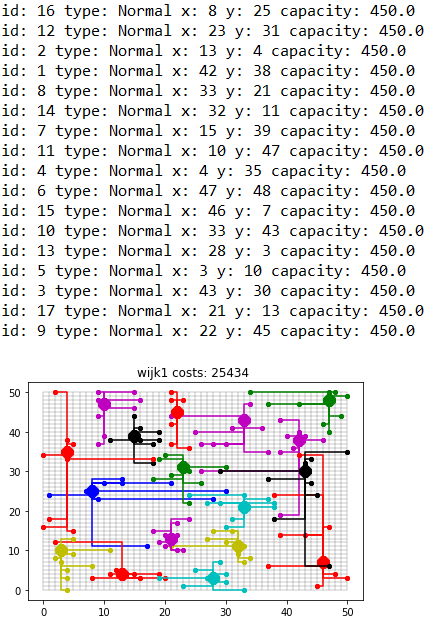 id: 16 type: Normal x: 8 y: 25 capacity: 450.0
id: 12 type: Normal x: 23 y: 31 capacity: 450.0
id: 2 type: Normal x: 13 y: 4 capacity: 450.0
id: 1 type: Normal x: 42 y: 38 capacity: 450.0
id: 8 type: Normal x: 33 y: 21 capacity: 450.0
id: 14 type: Normal x: 32 y: 11 capacity: 450.0
id: 7 type: Normal x: 15 y: 39 capacity: 450.0
id: 11 type: Normal x: 10 y: 47 capacity: 450.0
id: 4 type: Normal x: 4 y: 35 capacity: 450.0
id: 6 type: Normal x: 47 y: 48 capacity: 450.0
id: 15 type: Normal x: 46 y: 7 capacity: 450.0
id: 10 type: Normal x: 33 y: 43 capacity: 450.0
id: 13 type: Normal x: 28 y: 3 capacity: 450.0
id: 5 type: Normal x: 3 y: 10 capacity: 450.0
id: 3 type: Normal x: 43 y: 30 capacity: 450.0
id: 17 type: Normal x: 21 y: 13 capacity: 450.0
id: 9 type: Normal x: 22 y: 45 capacity: 450.0
wijk1 costs: 25434
50
40
30
20
10
0
0 10 20 30 40 50